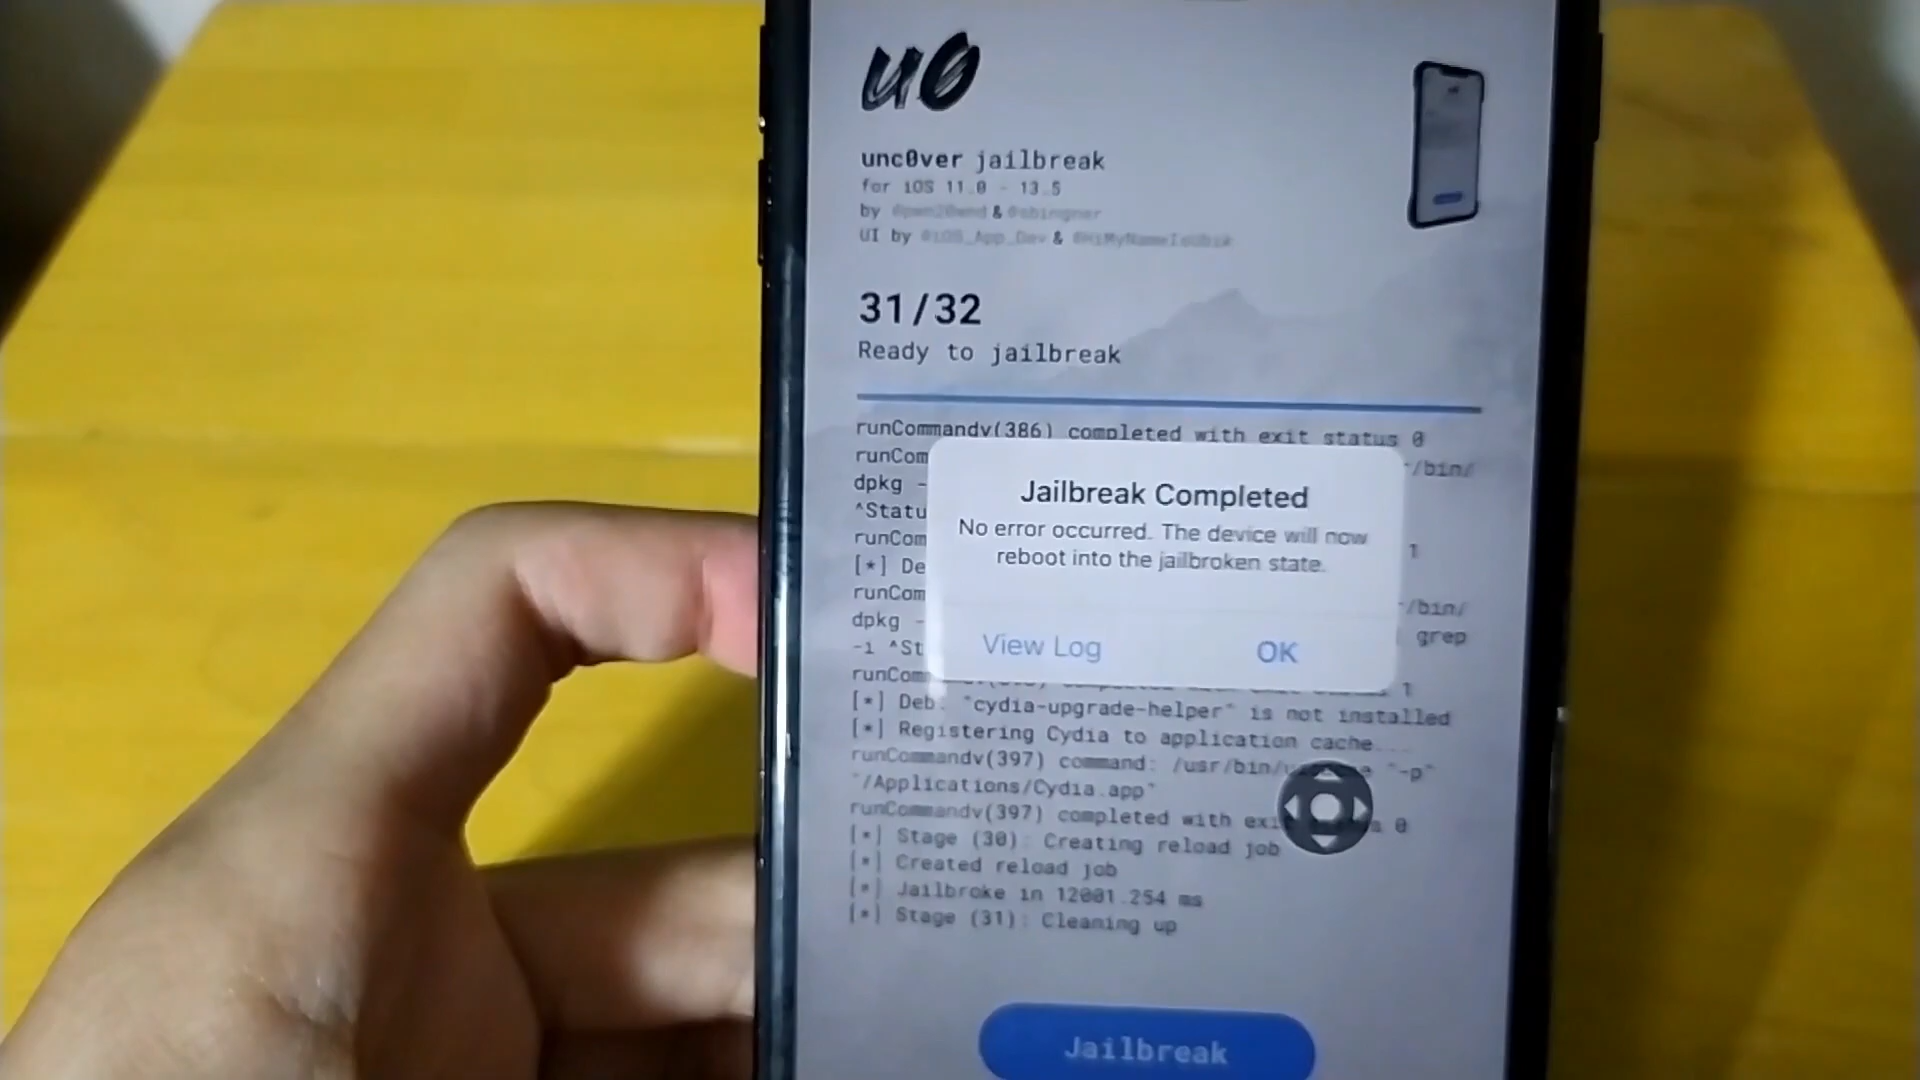 u0
unc0ver jailbreak
for iOS 11.0 - 13.5
by @pwn20wnd & @sbingner
UI by @iOS_App_Dev & @HiMyNameIsUbik
31/32
Ready to jailbreak
runCommandv(386) completed with exit status 0
runCom /bin/
dpkg -
^Statu
runCom 1
[*] De
runCom /bin/
dpkg - grep
-i ^St
runCom 1
Jailbreak Completed
No error occurred. The device will now
reboot into the jailbroken state.
View Log OK
[*] Deb: "cydia-upgrade-helper" is not installed
[*] Registering Cydia to application cache...
runCommandv(397) command: /usr/bin/ "-p"
"/Applications/Cydia.app"
runCommandv(397) completed with exi s 0
[*] Stage (30): Creating reload job
[*] Created reload job
[*] Jailbroke in 12001.254 ms
[*] Stage (31): Cleaning up
Jailbreak